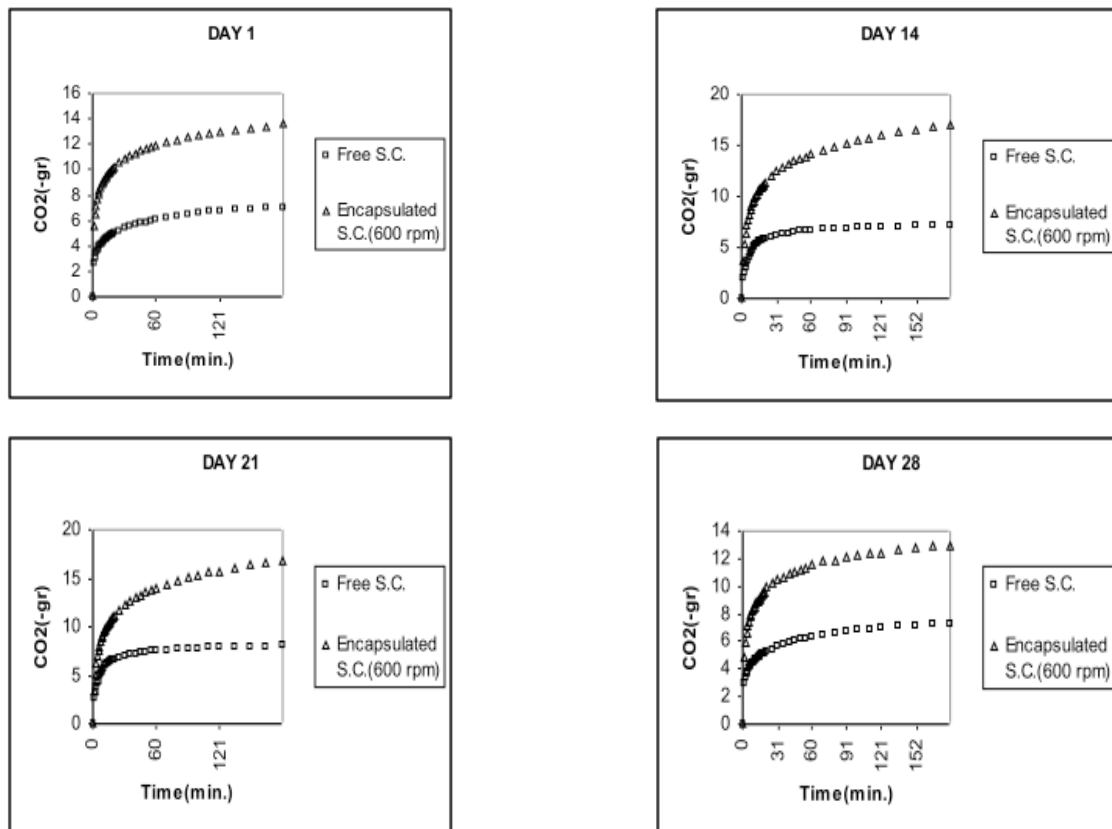 DAY 1
CO2(-gr)
16
14
12
10
8
6
4
2
0
0
60
121
Time(min.)
Free S.C.
Encapsulated
S.C.(600 rpm)
DAY 14
CO2(-gr)
20
15
10
5
0
0
31
60
91
121
152
Time(min.)
Free S.C.
Encapsulated
S.C.(600 rpm)
DAY 21
CO2(-gr)
20
15
10
5
0
0
60
121
Time(min.)
Free S.C.
Encapsulated
S.C.(600 rpm)
DAY 28
CO2(-gr)
14
12
10
8
6
4
2
0
0
31
60
91
121
152
Time(min.)
Free S.C.
Encapsulated
S.C.(600 rpm)